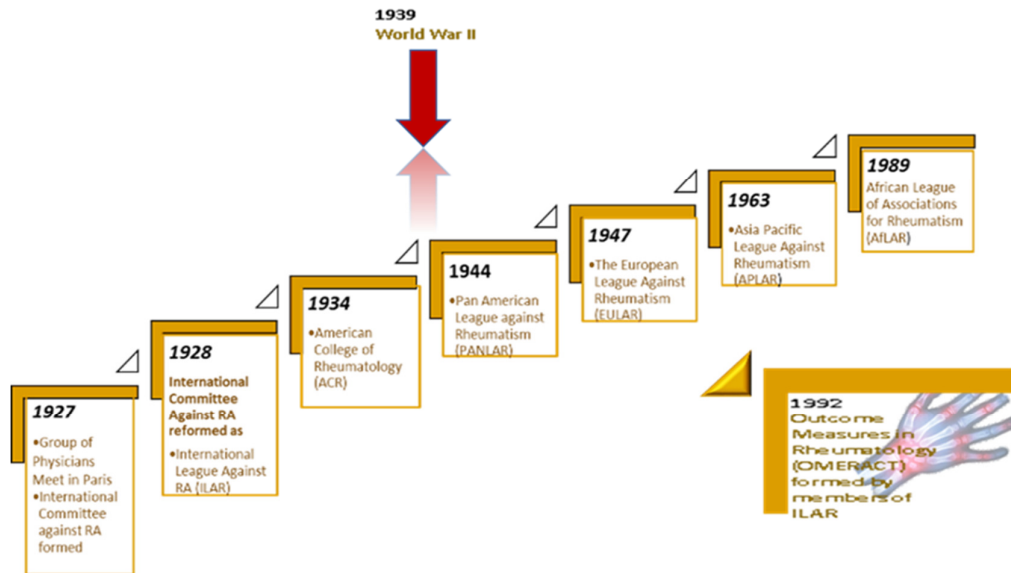 1939
World War II
1927
•Group of
Physicians
Meet in Paris
•International
Committee
against RA
formed
1928
International
Committee
Against RA
reformed as
•International
League Against
RA (ILAR)
1934
•American
College of
Rheumatology
(ACR)
1944
•Pan American
League against
Rheumatism
(PANLAR)
1947
•The European
League Against
Rheumatism
(EULAR)
1963
•Asia Pacific
League Against
Rheumatism
(APLAR)
1989
African League
of Associations
for Rheumatism
(AfLAR)
1992
Outcome
Measures in
Rheumatology
(OMERACT)
formed by
members of
ILAR